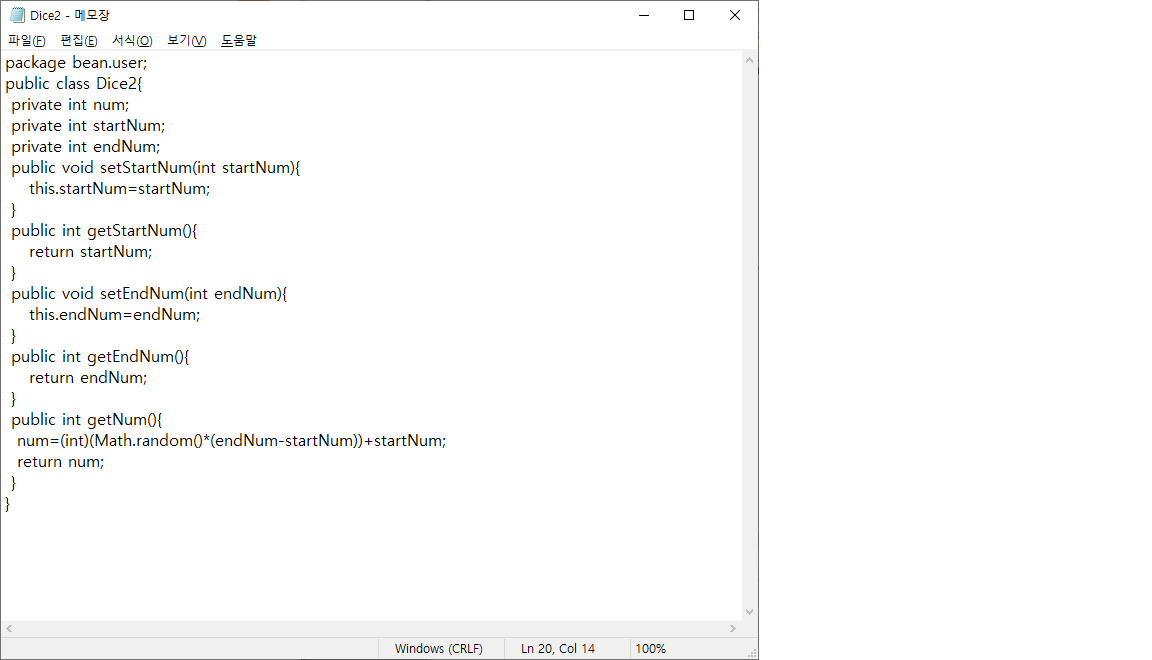 Dice2 - 메모장
파일(F) 편집(E) 서식(O) 보기(V) 도움말
package bean.user;
public class Dice2{
 private int num;
 private int startNum;
 private int endNum;
 public void setStartNum(int startNum){
    this.startNum=startNum;
 }
 public int getStartNum(){
    return startNum;
 }
 public void setEndNum(int endNum){
    this.endNum=endNum;
 }
 public int getEndNum(){
    return endNum;
 }
 public int getNum(){
  num=(int)(Math.random()*(endNum-startNum))+startNum;
  return num;
 }
}
Windows (CRLF) Ln 20, Col 14 100%